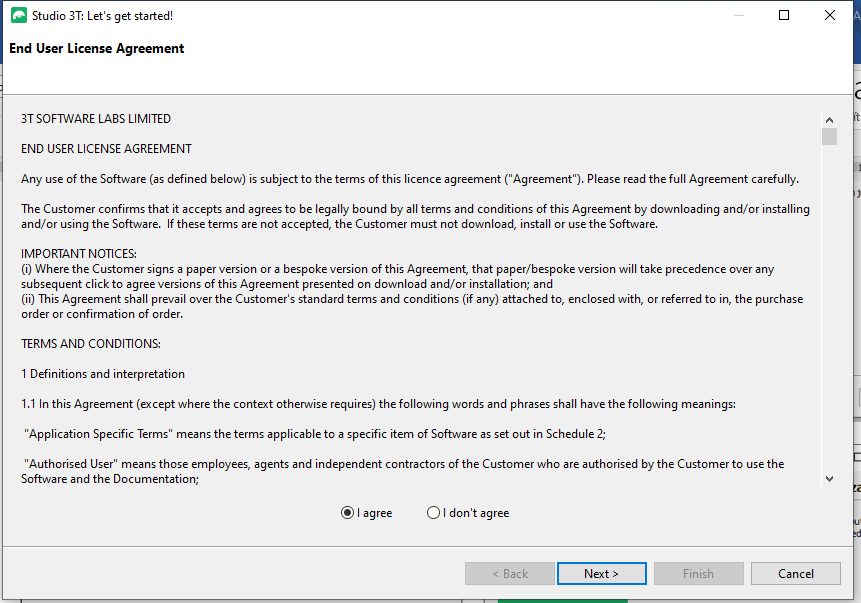 Studio 3T: Let's get started!
End User License Agreement
3T SOFTWARE LABS LIMITED
END USER LICENSE AGREEMENT
Any use of the Software (as defined below) is subject to the terms of this licence agreement ("Agreement"). Please read the full Agreement carefully.
The Customer confirms that it accepts and agrees to be legally bound by all terms and conditions of this Agreement by downloading and/or installing
and/or using the Software.  If these terms are not accepted, the Customer must not download, install or use the Software.
IMPORTANT NOTICES:
(i) Where the Customer signs a paper version or a bespoke version of this Agreement, that paper/bespoke version will take precedence over any
subsequent click to agree versions of this Agreement presented on download and/or installation; and
(ii) This Agreement shall prevail over the Customer's standard terms and conditions (if any) attached to, enclosed with, or referred to in, the purchase
order or confirmation of order.
TERMS AND CONDITIONS:
1 Definitions and interpretation
1.1 In this Agreement (except where the context otherwise requires) the following words and phrases shall have the following meanings:
"Application Specific Terms" means the terms applicable to a specific item of Software as set out in Schedule 2;
"Authorised User" means those employees, agents and independent contractors of the Customer who are authorised by the Customer to use the
Software and the Documentation;
I agree
I don't agree
< Back
Next >
Finish
Cancel